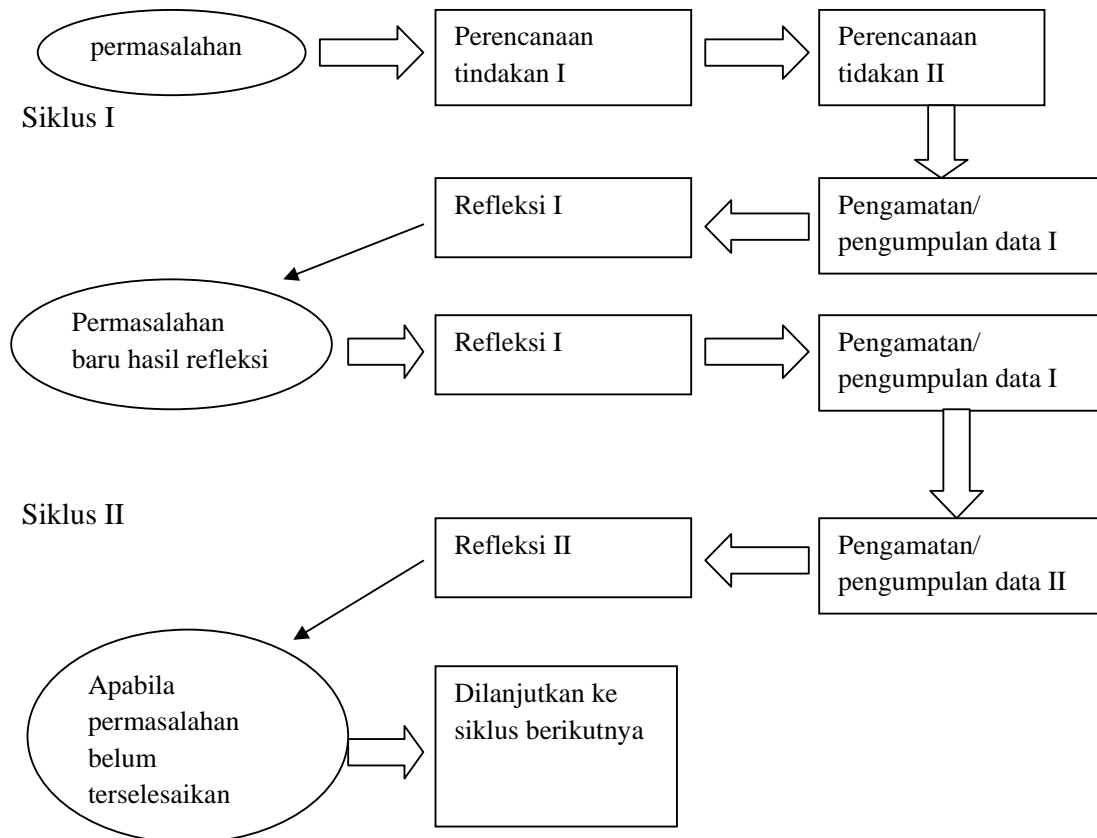 permasalahan
Perencanaan
tindakan I
Perencanaan
tidakan II
Siklus I
Refleksi I
Pengamatan/
pengumpulan data I
Permasalahan
baru hasil refleksi
Refleksi I
Pengamatan/
pengumpulan data I
Siklus II
Refleksi II
Pengamatan/
pengumpulan data II
Apabila
permasalahan
belum
terselesaikan
Dilanjutkan ke
siklus berikutnya